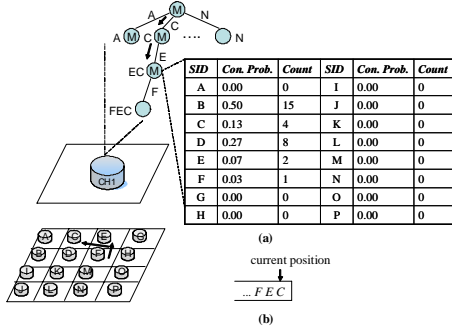 M
A C N
A M C M .... N
E
EC M
F
FEC
CH1
SID Con. Prob. Count SID Con. Prob. Count
A 0.00 0 I 0.00 0
B 0.50 15 J 0.00 0
C 0.13 4 K 0.00 0
D 0.27 8 L 0.00 0
E 0.07 2 M 0.00 0
F 0.03 1 N 0.00 0
G 0.00 0 O 0.00 0
H 0.00 0 P 0.00 0
(a)
A C E G
B D F H
I K M O
J L N P
current position
... F E C
(b)